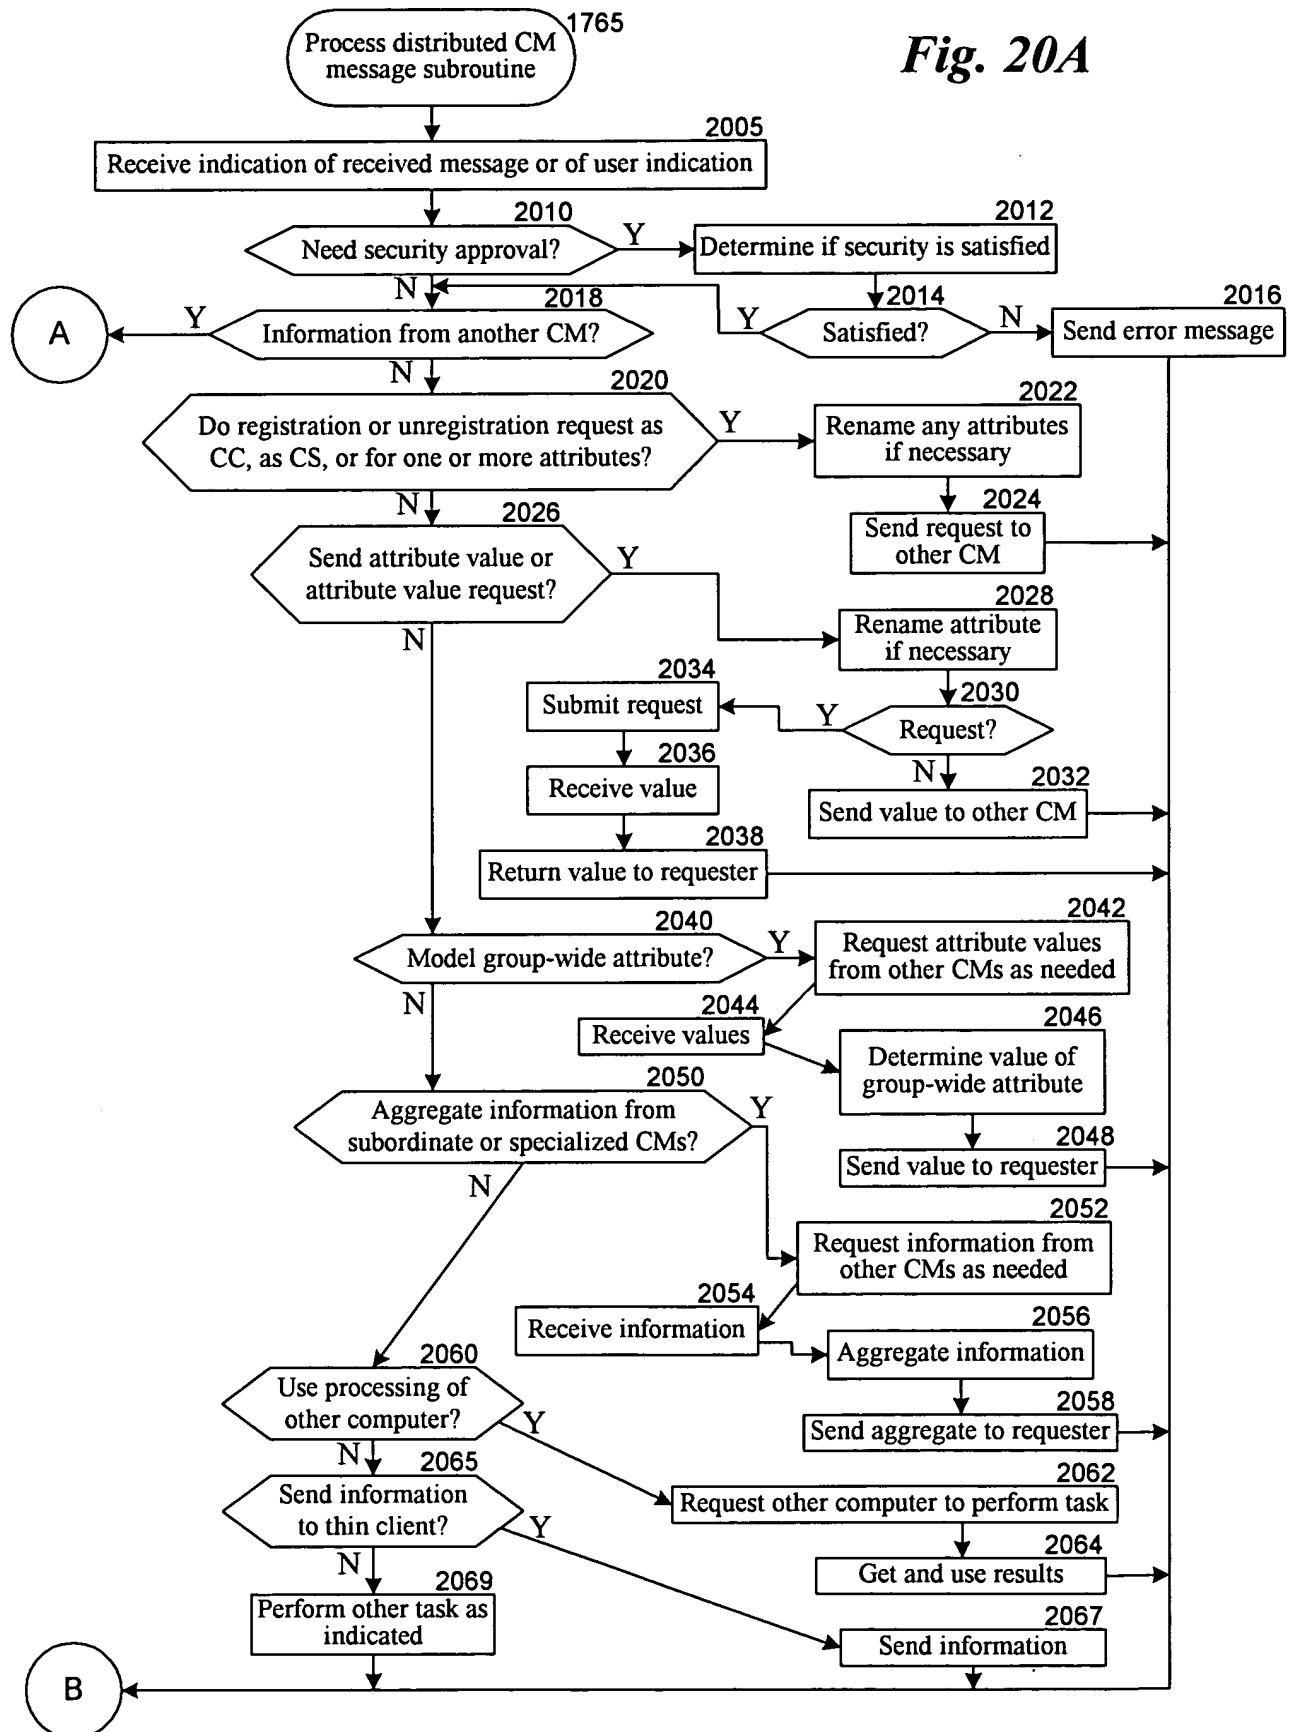 1765
Process distributed CM
message subroutine
Fig. 20A
2005
Receive indication of received message or of user indication
2010
Need security approval?
Y
2012
Determine if security is satisfied
N
2018
Information from another CM?
Y
A
2014
Satisfied?
Y
N
2016
Send error message
N
2020
Do registration or unregistration request as
CC, as CS, or for one or more attributes?
Y
2022
Rename any attributes
if necessary
2024
Send request to
other CM
N
2026
Send attribute value or
attribute value request?
Y
2028
Rename attribute
if necessary
N
2030
Request?
Y
2034
Submit request
2036
Receive value
N
2032
Send value to other CM
2038
Return value to requester
2040
Model group-wide attribute?
Y
2042
Request attribute values
from other CMs as needed
N
2044
Receive values
2046
Determine value of
group-wide attribute
2048
Send value to requester
2050
Aggregate information from
subordinate or specialized CMs?
Y
N
2052
Request information from
other CMs as needed
2054
Receive information
2056
Aggregate information
2058
Send aggregate to requester
2060
Use processing of
other computer?
Y
N
2062
Request other computer to perform task
2064
Get and use results
2065
Send information
to thin client?
Y
N
2067
Send information
2069
Perform other task as
indicated
B